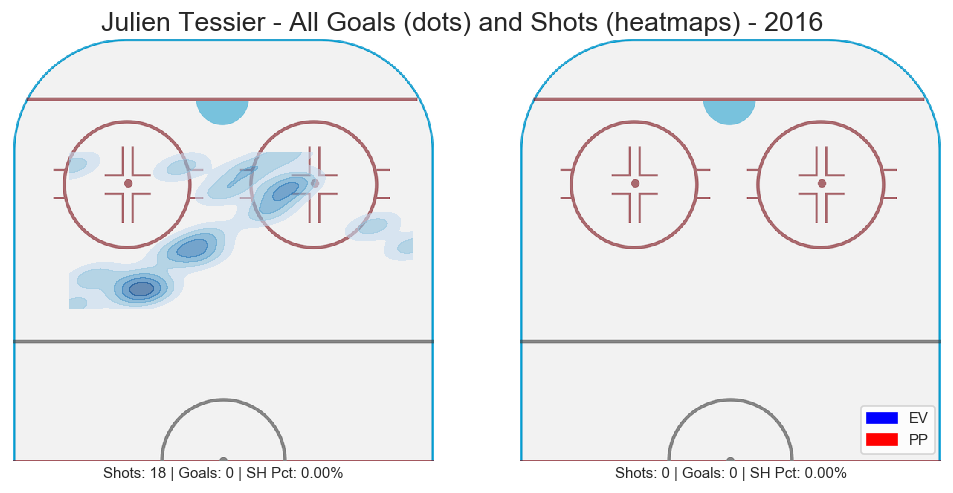 Julien Tessier - All Goals (dots) and Shots (heatmaps) - 2016
EV
PP
Shots: 18 | Goals: 0 | SH Pct: 0.00%
Shots: 0 | Goals: 0 | SH Pct: 0.00%